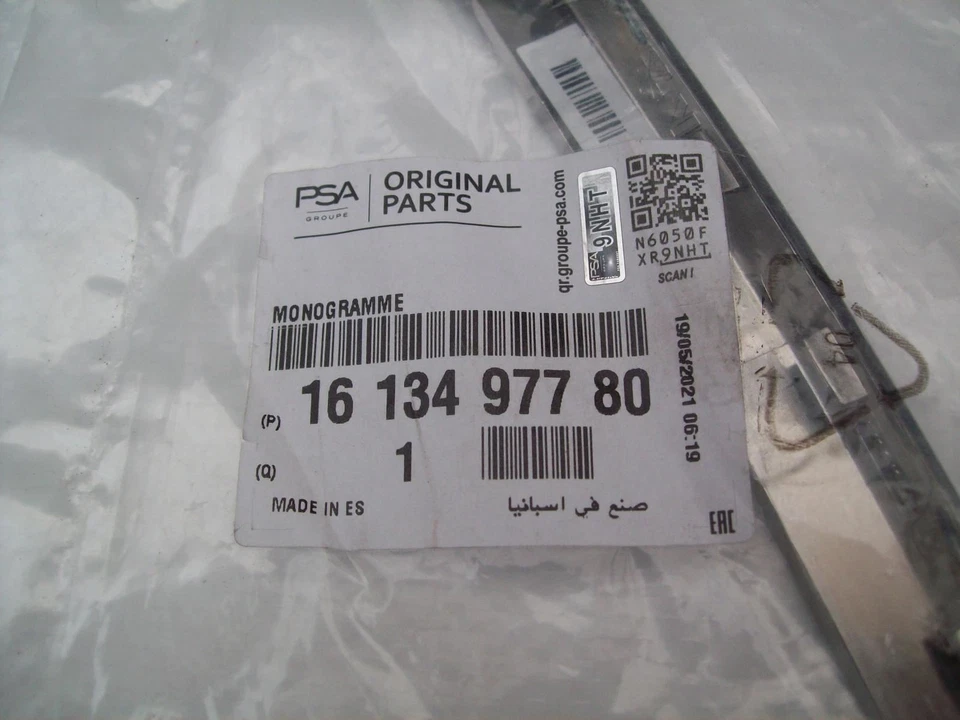 PSA
GROUPE
ORIGINAL
PARTS
qr.groupe-psa.com
PSA
9NHT
N6050F
XR9NHT
SCAN!
MONOGRAMME
19/05/2021 06:19
(P) 16 134 977 80
(Q) 1
MADE IN ES
صنع في اسبانيا
EAC
04